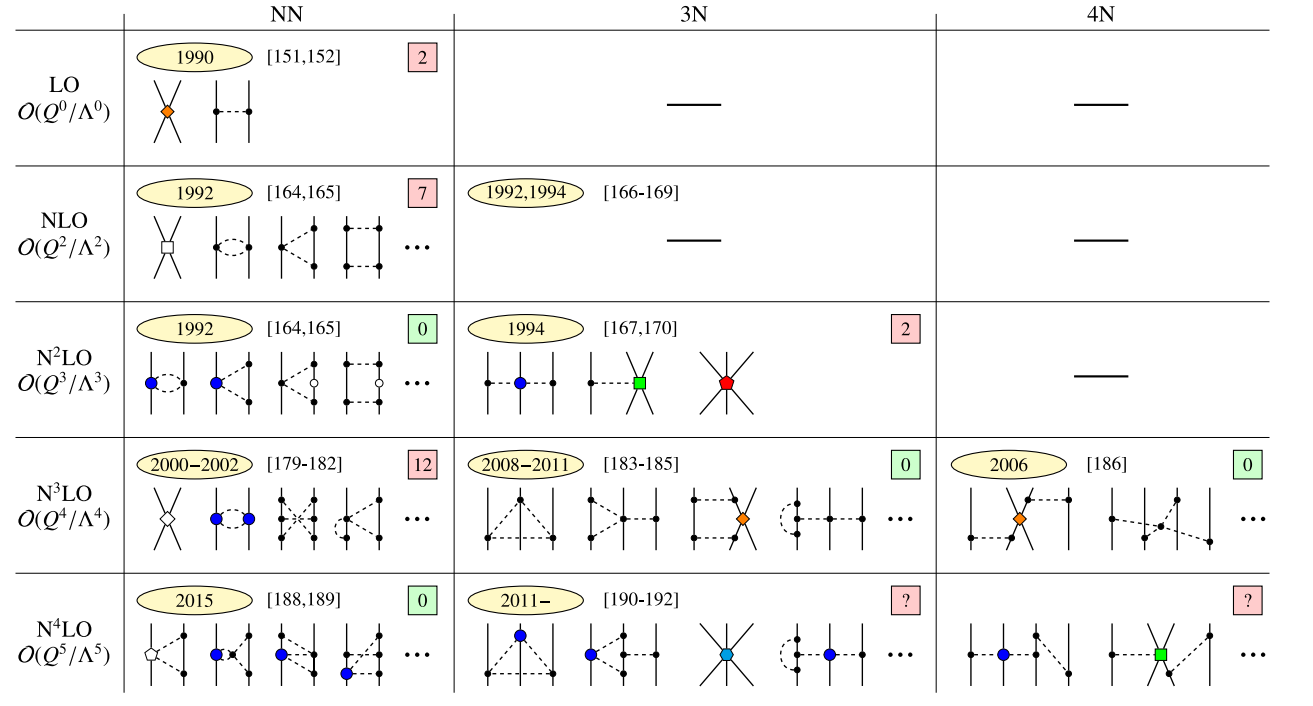 NN 3N 4N
1990 [151,152] 2
LO
𝒪(Q⁰/Λ⁰)
1992 [164,165] 7 1992,1994 [166-169]
NLO
𝒪(Q²/Λ²)
1992 [164,165] 0 1994 [167,170] 2
N²LO
𝒪(Q³/Λ³)
2000−2002 [179-182] 12 2008−2011 [183-185] 0 2006 [186] 0
N³LO
𝒪(Q⁴/Λ⁴)
2015 [188,189] 0 2011- [190-192] ? ?
N⁴LO
𝒪(Q⁵/Λ⁵)